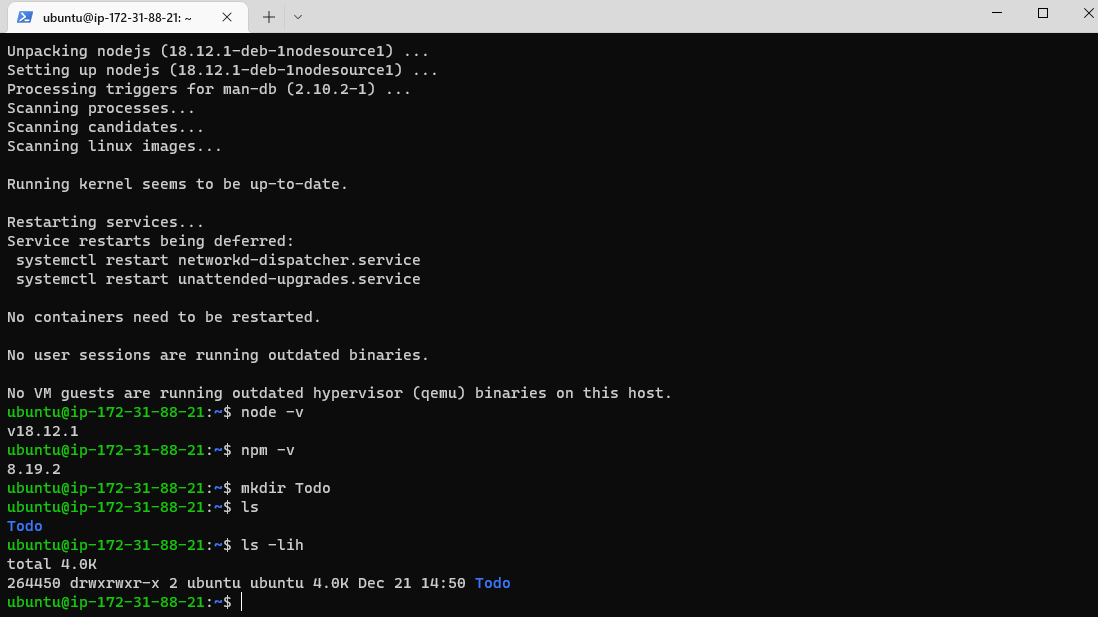 ubuntu@ip-172-31-88-21: ~
Unpacking nodejs (18.12.1-deb-1nodesource1) ...
Setting up nodejs (18.12.1-deb-1nodesource1) ...
Processing triggers for man-db (2.10.2-1) ...
Scanning processes...
Scanning candidates...
Scanning linux images...
Running kernel seems to be up-to-date.
Restarting services...
Service restarts being deferred:
 systemctl restart networkd-dispatcher.service
 systemctl restart unattended-upgrades.service
No containers need to be restarted.
No user sessions are running outdated binaries.
No VM guests are running outdated hypervisor (qemu) binaries on this host.
ubuntu@ip-172-31-88-21:~$ node -v
v18.12.1
ubuntu@ip-172-31-88-21:~$ npm -v
8.19.2
ubuntu@ip-172-31-88-21:~$ mkdir Todo
ubuntu@ip-172-31-88-21:~$ ls
Todo
ubuntu@ip-172-31-88-21:~$ ls -lih
total 4.0K
264450 drwxrwxr-x 2 ubuntu ubuntu 4.0K Dec 21 14:50 Todo
ubuntu@ip-172-31-88-21:~$